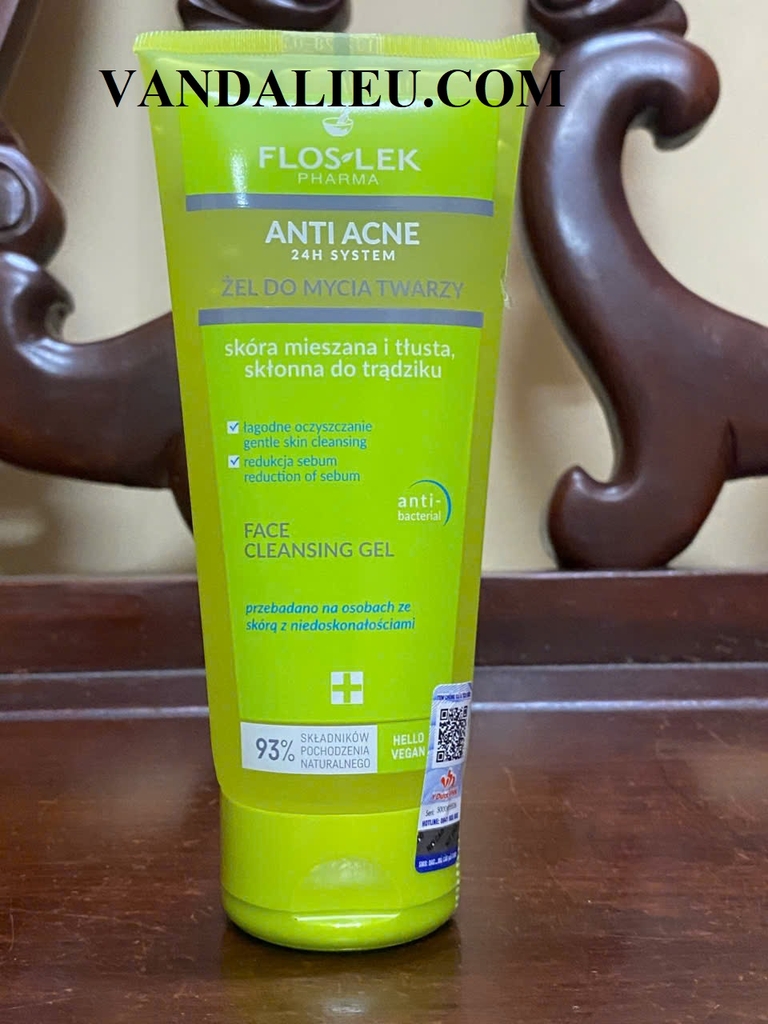 VANDALIEU.COM
FLOS-LEK
PHARMA
ANTI ACNE
24H SYSTEM
ŻEL DO MYCIA TWARZY
skóra mieszana i tłusta,
skłonna do trądziku
łagodne oczyszczanie
gentle skin cleansing
redukcja sebum
reduction of sebum
anti-
bacterial
FACE
CLEANSING GEL
przebadano na osobach ze
skórą z niedoskonałościami
93%
SKŁADNIKÓW
POCHODZENIA
NATURALNEGO
HELLO
VEGAN